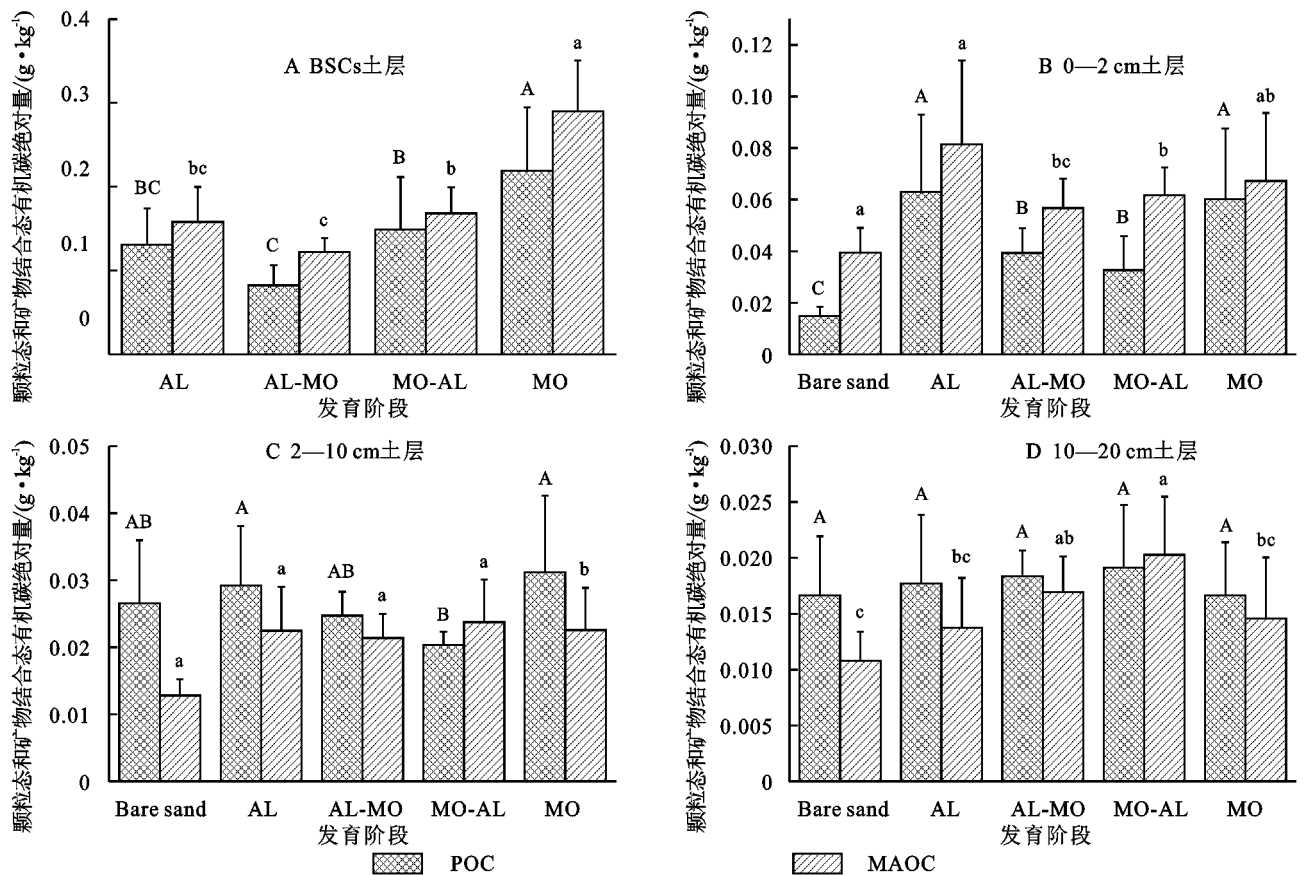 颗粒态和矿物结合态有机碳绝对量/(g·kg⁻¹)
0.4
0.3
0.2
0.1
0
A BSCs土层
BC
bc
C
c
B
b
A
a
AL
AL-MO
MO-AL
MO
发育阶段
颗粒态和矿物结合态有机碳绝对量/(g·kg⁻¹)
0.12
0.10
0.08
0.06
0.04
0.02
0
B 0—2 cm土层
C
a
A
a
B
bc
B
b
A
ab
Bare sand
AL
AL-MO
MO-AL
MO
发育阶段
颗粒态和矿物结合态有机碳绝对量/(g·kg⁻¹)
0.05
0.04
0.03
0.02
0.01
0
C 2—10 cm土层
AB
a
A
a
AB
a
B
a
A
b
Bare sand
AL
AL-MO
MO-AL
MO
发育阶段
颗粒态和矿物结合态有机碳绝对量/(g·kg⁻¹)
0.030
0.025
0.020
0.015
0.010
0.005
0
D 10—20 cm土层
A
c
A
bc
A
ab
A
a
A
bc
Bare sand
AL
AL-MO
MO-AL
MO
发育阶段
POC
MAOC